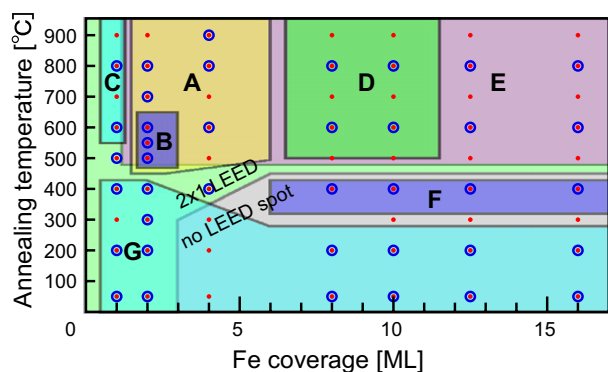 Annealing temperature [℃]
900
800
700
600
500
400
300
200
100
0
5
10
15
Fe coverage [ML]
C
A
B
D
E
2x1 LEED
no LEED spot
F
G